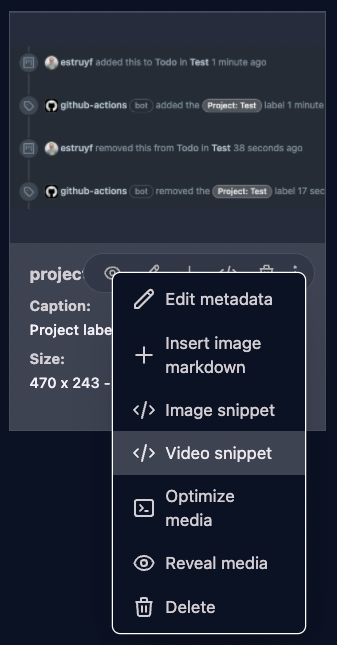 estruyf added this to Todo in Test 1 minute ago
github-actions bot added the Project: Test label 1 minute
estruyf removed this from Todo in Test 38 seconds ago
github-actions bot removed the Project: Test label 17 sec
project
Caption:
Project labe
Size:
470 x 243 -
Edit metadata
Insert image
markdown
Image snippet
Video snippet
Optimize
media
Reveal media
Delete